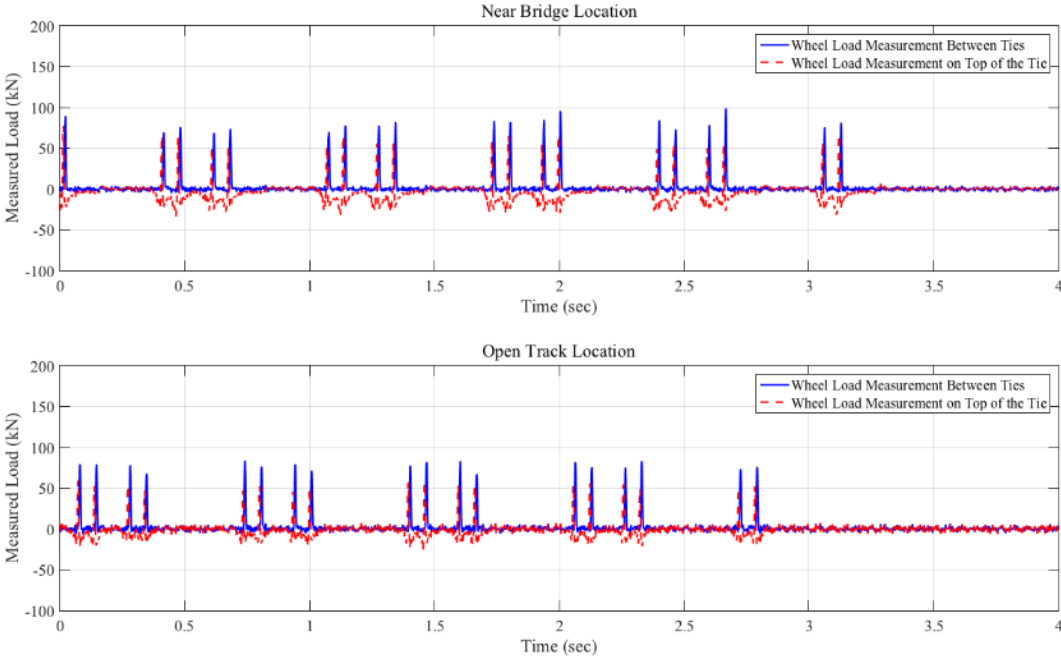 Near Bridge Location
200
150
100
50
0
-50
-100
Measured Load (kN)
Wheel Load Measurement Between Ties
Wheel Load Measurement on Top of the Tie
0 0.5 1 1.5 2 2.5 3 3.5 4
Time (sec)
Open Track Location
200
150
100
50
0
-50
-100
Measured Load (kN)
Wheel Load Measurement Between Ties
Wheel Load Measurement on Top of the Tie
0 0.5 1 1.5 2 2.5 3 3.5 4
Time (sec)